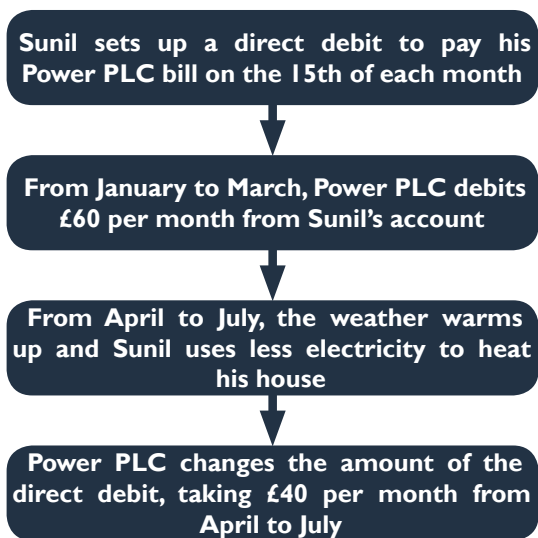 Sunil sets up a direct debit to pay his
Power PLC bill on the 15th of each month
From January to March, Power PLC debits
£60 per month from Sunil’s account
From April to July, the weather warms
up and Sunil uses less electricity to heat
his house
Power PLC changes the amount of the
direct debit, taking £40 per month from
April to July